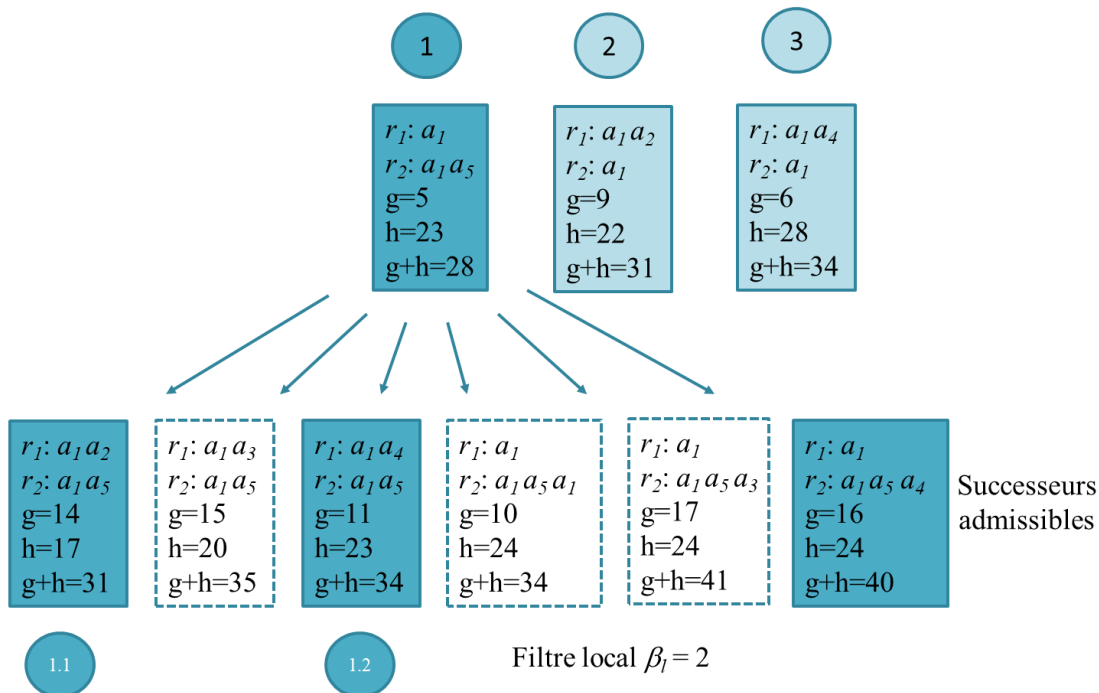 1
2
3
r₁: a₁
r₂: a₁ a₅
g=5
h=23
g+h=28
r₁: a₁ a₂
r₂: a₁
g=9
h=22
g+h=31
r₁: a₁ a₄
r₂: a₁
g=6
h=28
g+h=34
r₁: a₁ a₂
r₂: a₁ a₅
g=14
h=17
g+h=31
r₁: a₁ a₃
r₂: a₁ a₅
g=15
h=20
g+h=35
r₁: a₁ a₄
r₂: a₁ a₅
g=11
h=23
g+h=34
r₁: a₁
r₂: a₁ a₅ a₁
g=10
h=24
g+h=34
r₁: a₁
r₂: a₁ a₅ a₃
g=17
h=24
g+h=41
r₁: a₁
r₂: a₁ a₅ a₄
g=16
h=24
g+h=40
Successeurs
admissibles
1.1
1.2
Filtre local βₗ = 2